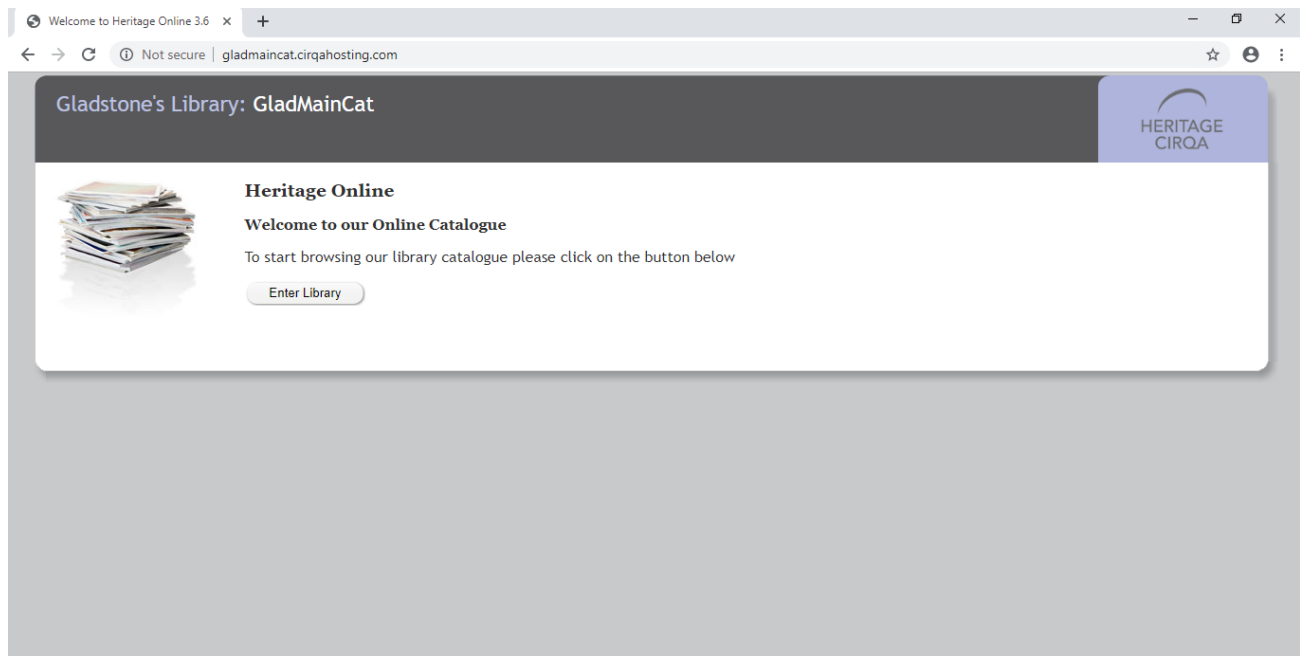 Welcome to Heritage Online 3.6
Not secure | gladmaincat.cirqahosting.com
Gladstone's Library: GladMainCat
HERITAGE
CIRQA
Heritage Online
Welcome to our Online Catalogue
To start browsing our library catalogue please click on the button below
Enter Library